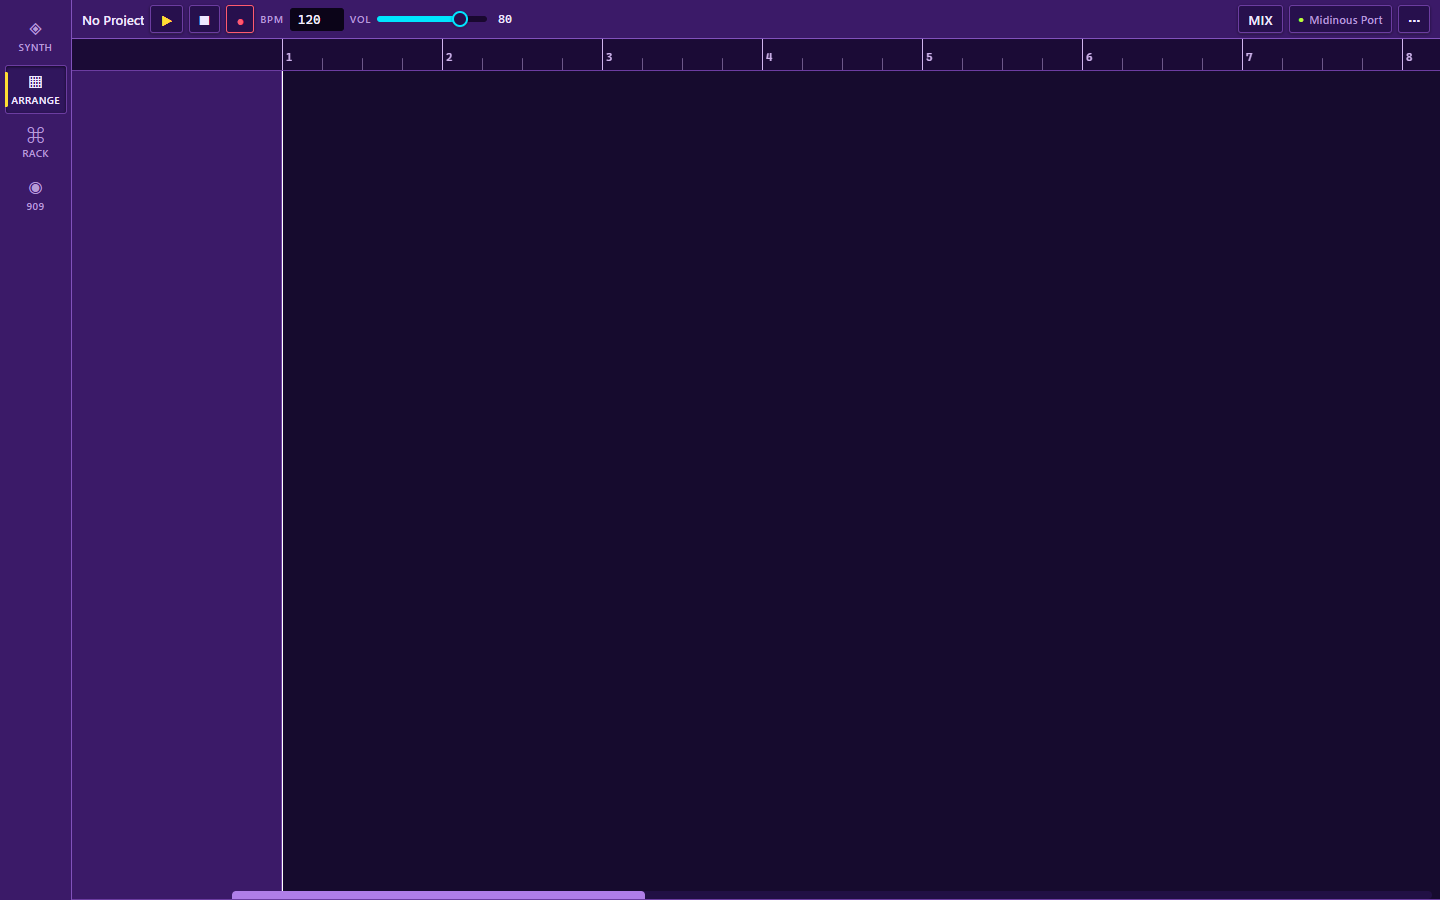 SYNTH
ARRANGE
RACK
909
No Project
BPM 120
VOL 80
MIX
Midinous Port
1 2 3 4 5 6 7 8